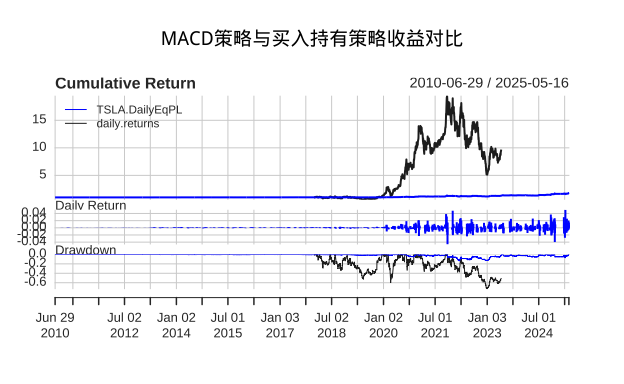 MACD策略与买入持有策略收益对比
Cumulative Return 2010-06-29 / 2025-05-16
TSLA.DailyEqPL
daily.returns
15
10
5
Daily Return
0.04
0.02
0.00
-0.02
-0.04
Drawdown
0.0
-0.2
-0.4
-0.6
Jun 29 Jul 02 Jan 02 Jul 01 Jan 03 Jul 02 Jan 02 Jul 01 Jan 03 Jul 01
2010 2012 2014 2015 2017 2018 2020 2021 2023 2024